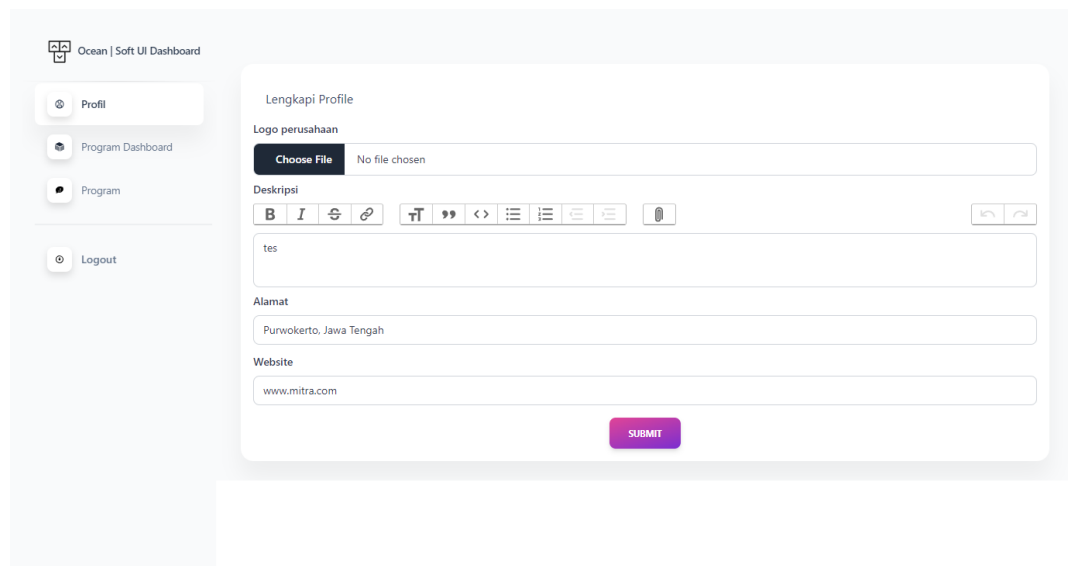 Ocean | Soft UI Dashboard
Profil
Program Dashboard
Program
Logout
Lengkapi Profile
Logo perusahaan
Choose File No file chosen
Deskripsi
tes
Alamat
Purwokerto, Jawa Tengah
Website
www.mitra.com
SUBMIT